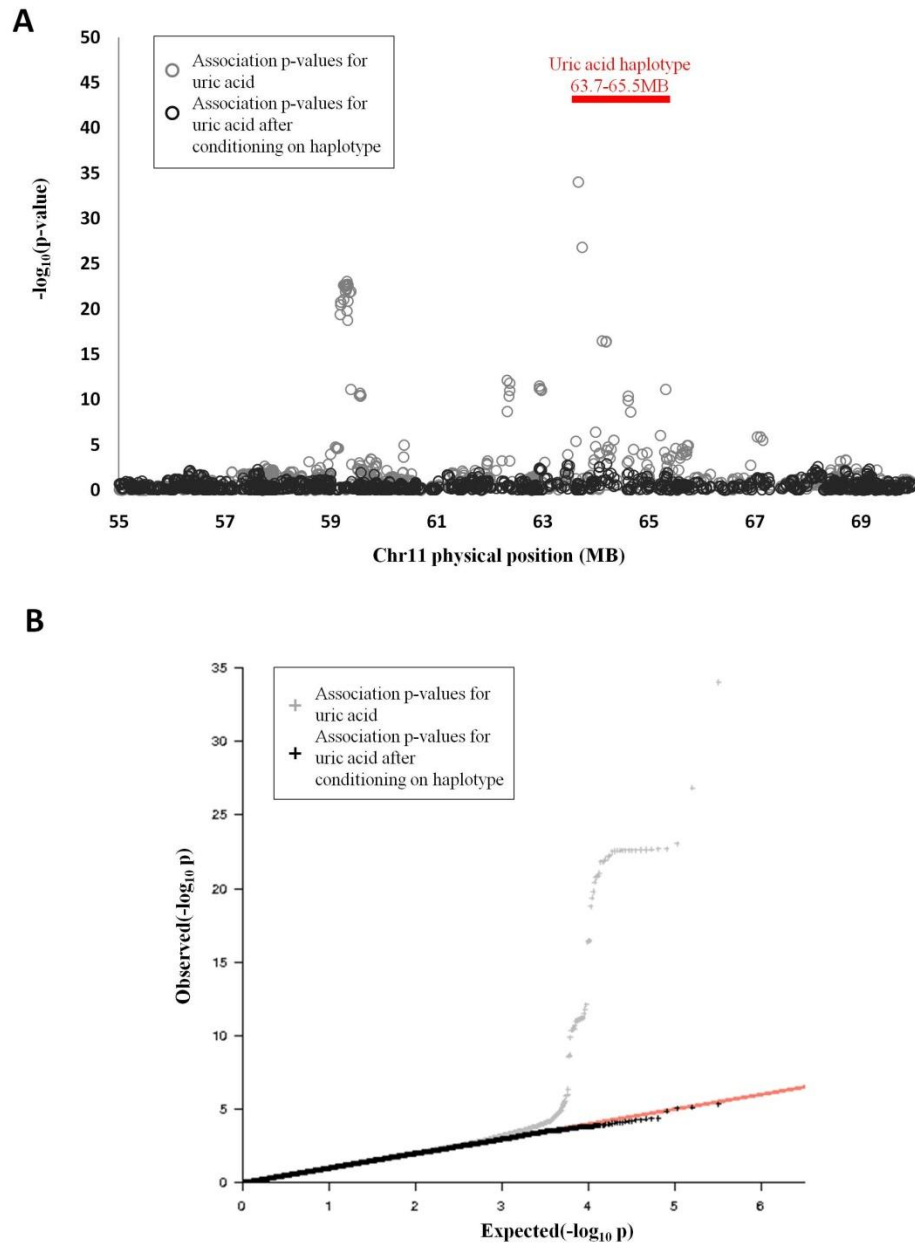 A
50
45
40
35
30
25
20
15
10
5
0
-log10(p-value)
Association p-values for
uric acid
Association p-values for
uric acid after
conditioning on haplotype
Uric acid haplotype
63.7-65.5MB
55 57 59 61 63 65 67 69
Chr11 physical position (MB)
B
35
30
25
20
15
10
5
0
Observed(-log10 p)
Association p-values for
uric acid
Association p-values for
uric acid after
conditioning on haplotype
0 1 2 3 4 5 6
Expected(-log10 p)